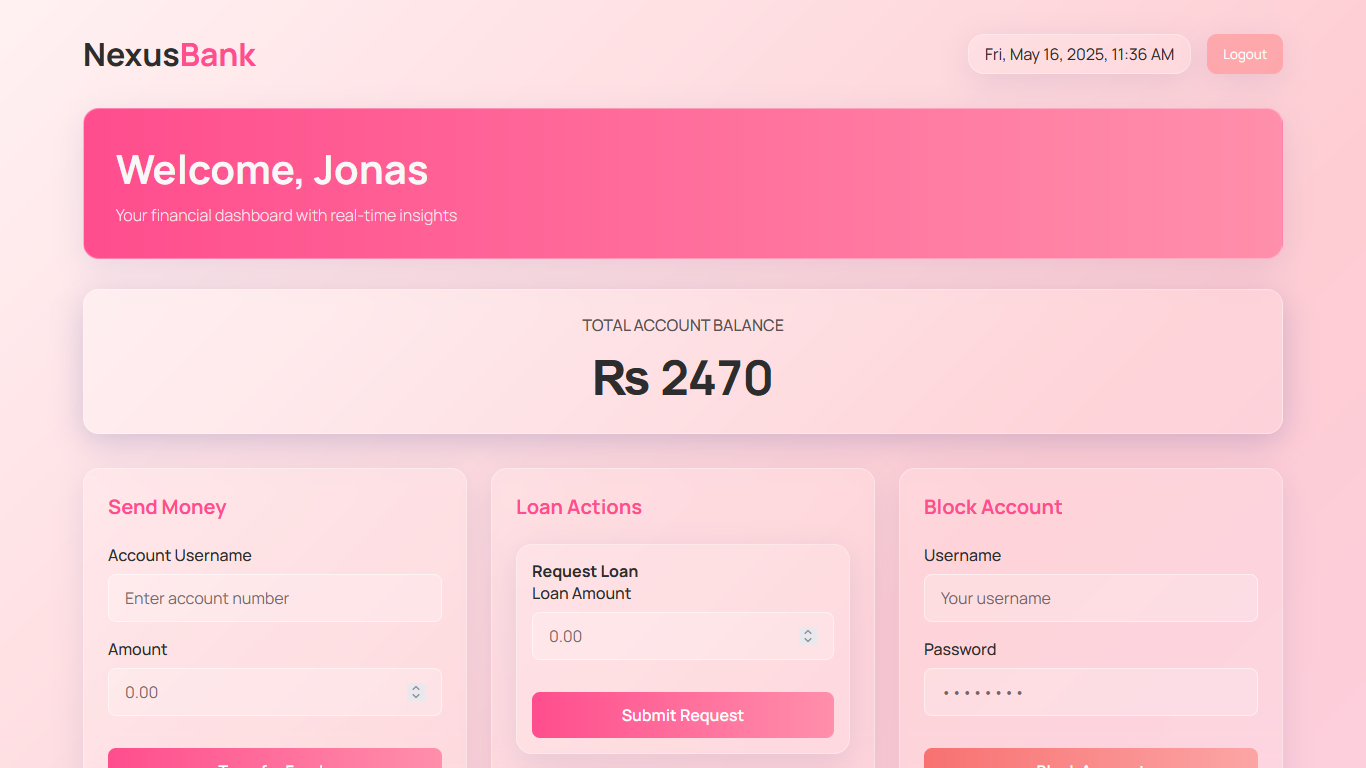 NexusBank
Fri, May 16, 2025, 11:36 AM
Logout
Welcome, Jonas
Your financial dashboard with real-time insights
TOTAL ACCOUNT BALANCE
Rs 2470
Send Money
Account Username
Enter account number
Amount
0.00
Loan Actions
Request Loan
Loan Amount
0.00
Submit Request
Block Account
Username
Your username
Password
••••••••